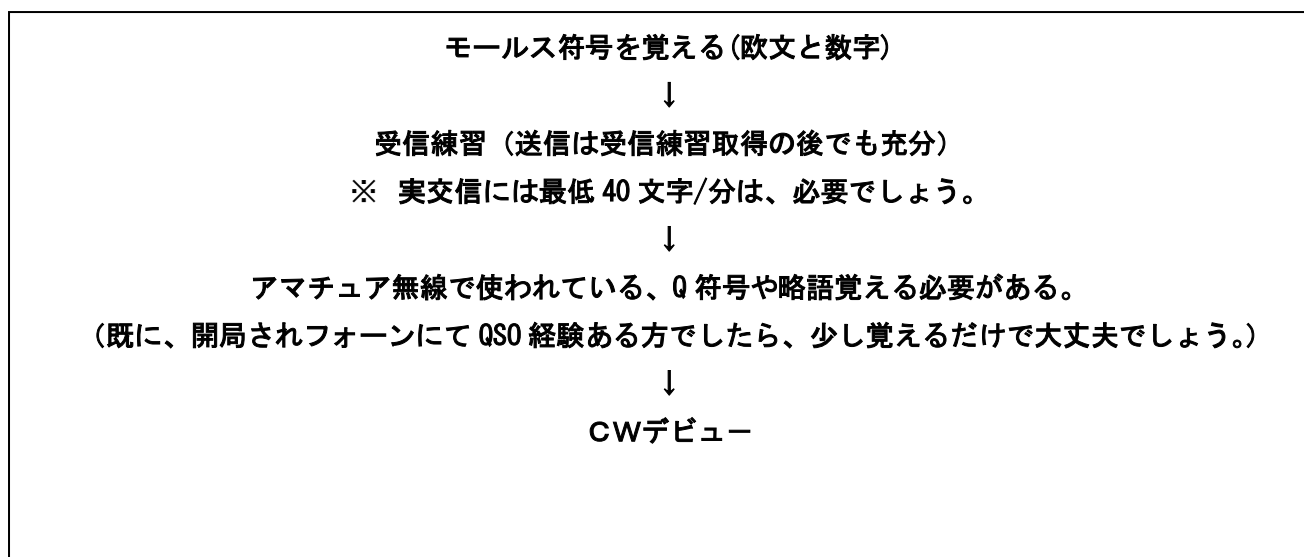 モールス符号を覚える(欧文と数字)
↓
受信練習（送信は受信練習取得の後でも充分）
※ 実交信には最低 40 文字/分は、必要でしょう。
↓
アマチュア無線で使われている、Q 符号や略語覚える必要がある。
（既に、開局されフォーンにて QSO 経験ある方でしたら、少し覚えるだけで大丈夫でしょう。）
↓
ＣＷデビュー